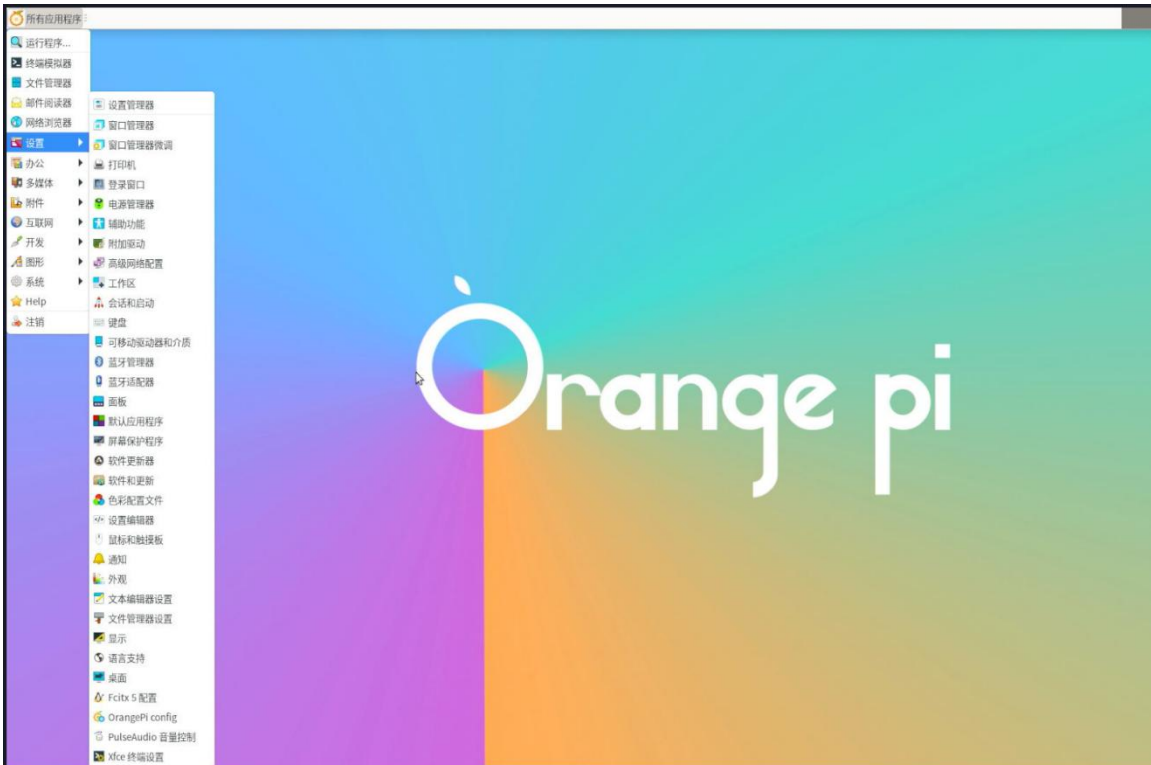 所有应用程序
运行程序...
终端模拟器
文件管理器
邮件阅读器
网络浏览器
设置
办公
多媒体
附件
互联网
开发
图形
系统
Help
注销
设置管理器
窗口管理器
窗口管理器微调
打印机
登录窗口
电源管理器
辅助功能
附加驱动
高级网络配置
工作区
会话和启动
键盘
可移动驱动器和介质
蓝牙管理器
蓝牙适配器
面板
默认应用程序
屏幕保护程序
软件更新器
软件和更新
色彩配置文件
设置编辑器
鼠标和触摸板
通知
外观
文本编辑器设置
文件管理器设置
显示
语言支持
桌面
Fcitx 5 配置
OrangePi config
PulseAudio 音量控制
Xfce 终端设置
Orange pi